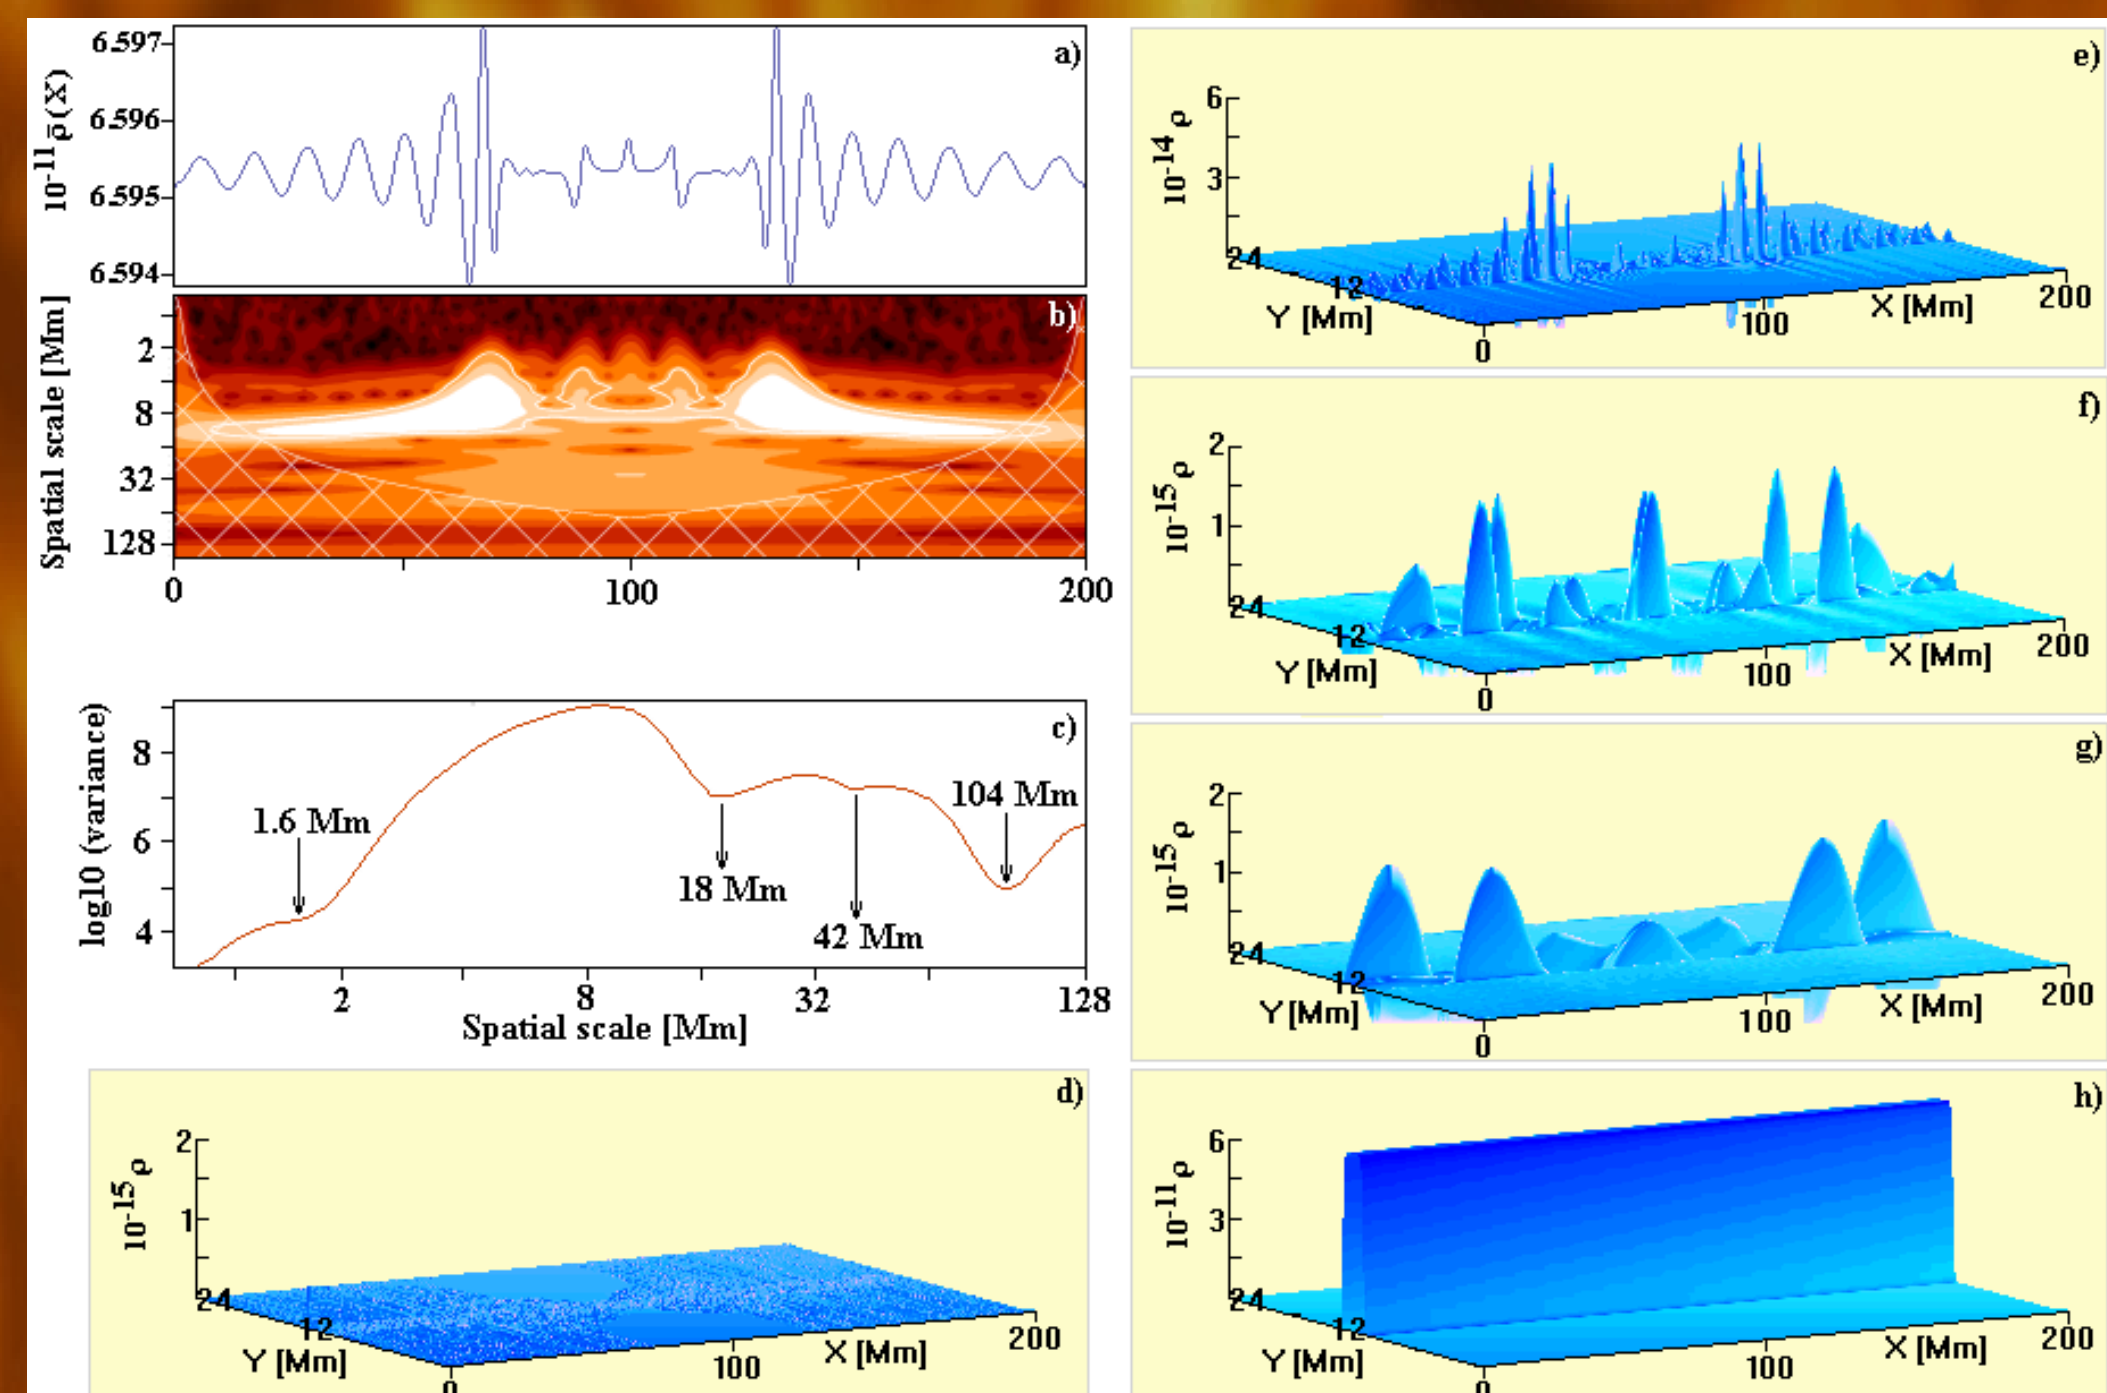 a)
10⁻¹¹ ρ̄(X)
6.597
6.596
6.595
6.594
b)
Spatial scale [Mm]
2
8
32
128
0 100 200
c)
log10 (variance)
8
6
4
1.6 Mm
18 Mm
42 Mm
104 Mm
2 8 32 128
Spatial scale [Mm]
d)
10⁻¹⁵ ρ
2
1
24
12
Y [Mm]
0
100
X [Mm]
200
e)
10⁻¹⁴ ρ
6
3
24
12
Y [Mm]
0
100
X [Mm]
200
f)
10⁻¹⁵ ρ
2
1
24
12
Y [Mm]
0
100
X [Mm]
200
g)
10⁻¹⁵ ρ
2
1
24
12
Y [Mm]
0
100
X [Mm]
200
h)
10⁻¹¹ ρ
6
3
24
12
Y [Mm]
0
100
X [Mm]
200